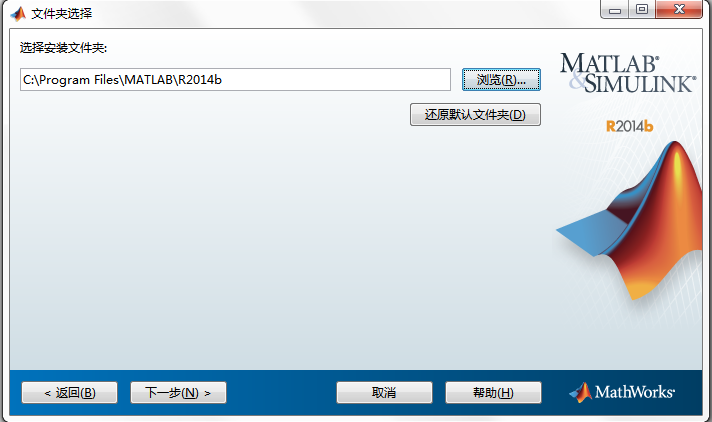 文件夹选择
选择安装文件夹:
C:\Program Files\MATLAB\R2014b
浏览(R)...
还原默认文件夹(D)
MATLAB®
&SIMULINK®
R2014b
< 返回(B)
下一步(N) >
取消
帮助(H)
MathWorks®